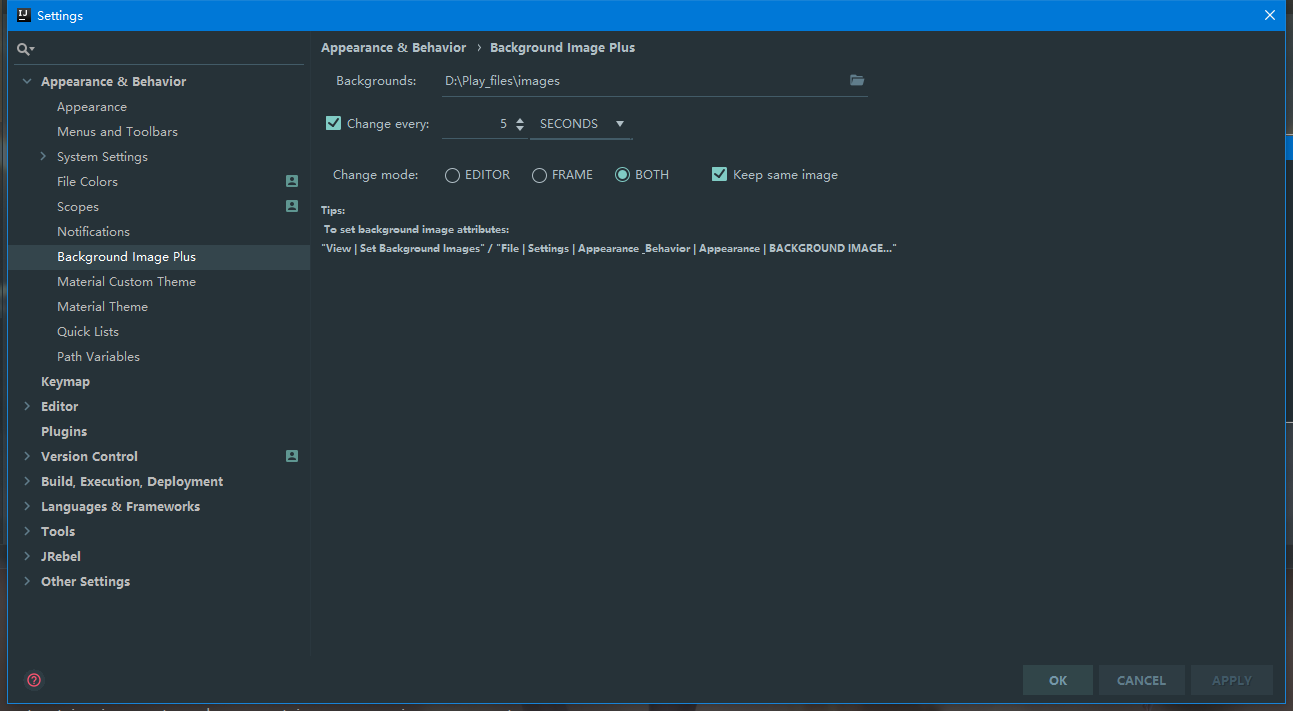 IJ Settings
Appearance & Behavior › Background Image Plus
Appearance & Behavior
Appearance
Menus and Toolbars
System Settings
File Colors
Scopes
Notifications
Background Image Plus
Material Custom Theme
Material Theme
Quick Lists
Path Variables
Keymap
Editor
Plugins
Version Control
Build, Execution, Deployment
Languages & Frameworks
Tools
JRebel
Other Settings
Backgrounds: D:\Play_files\images
Change every: 5 SECONDS
Change mode: EDITOR FRAME BOTH Keep same image
Tips:
To set background image attributes:
"View | Set Background Images" / "File | Settings | Appearance _Behavior | Appearance | BACKGROUND IMAGE..."
?
OK CANCEL APPLY